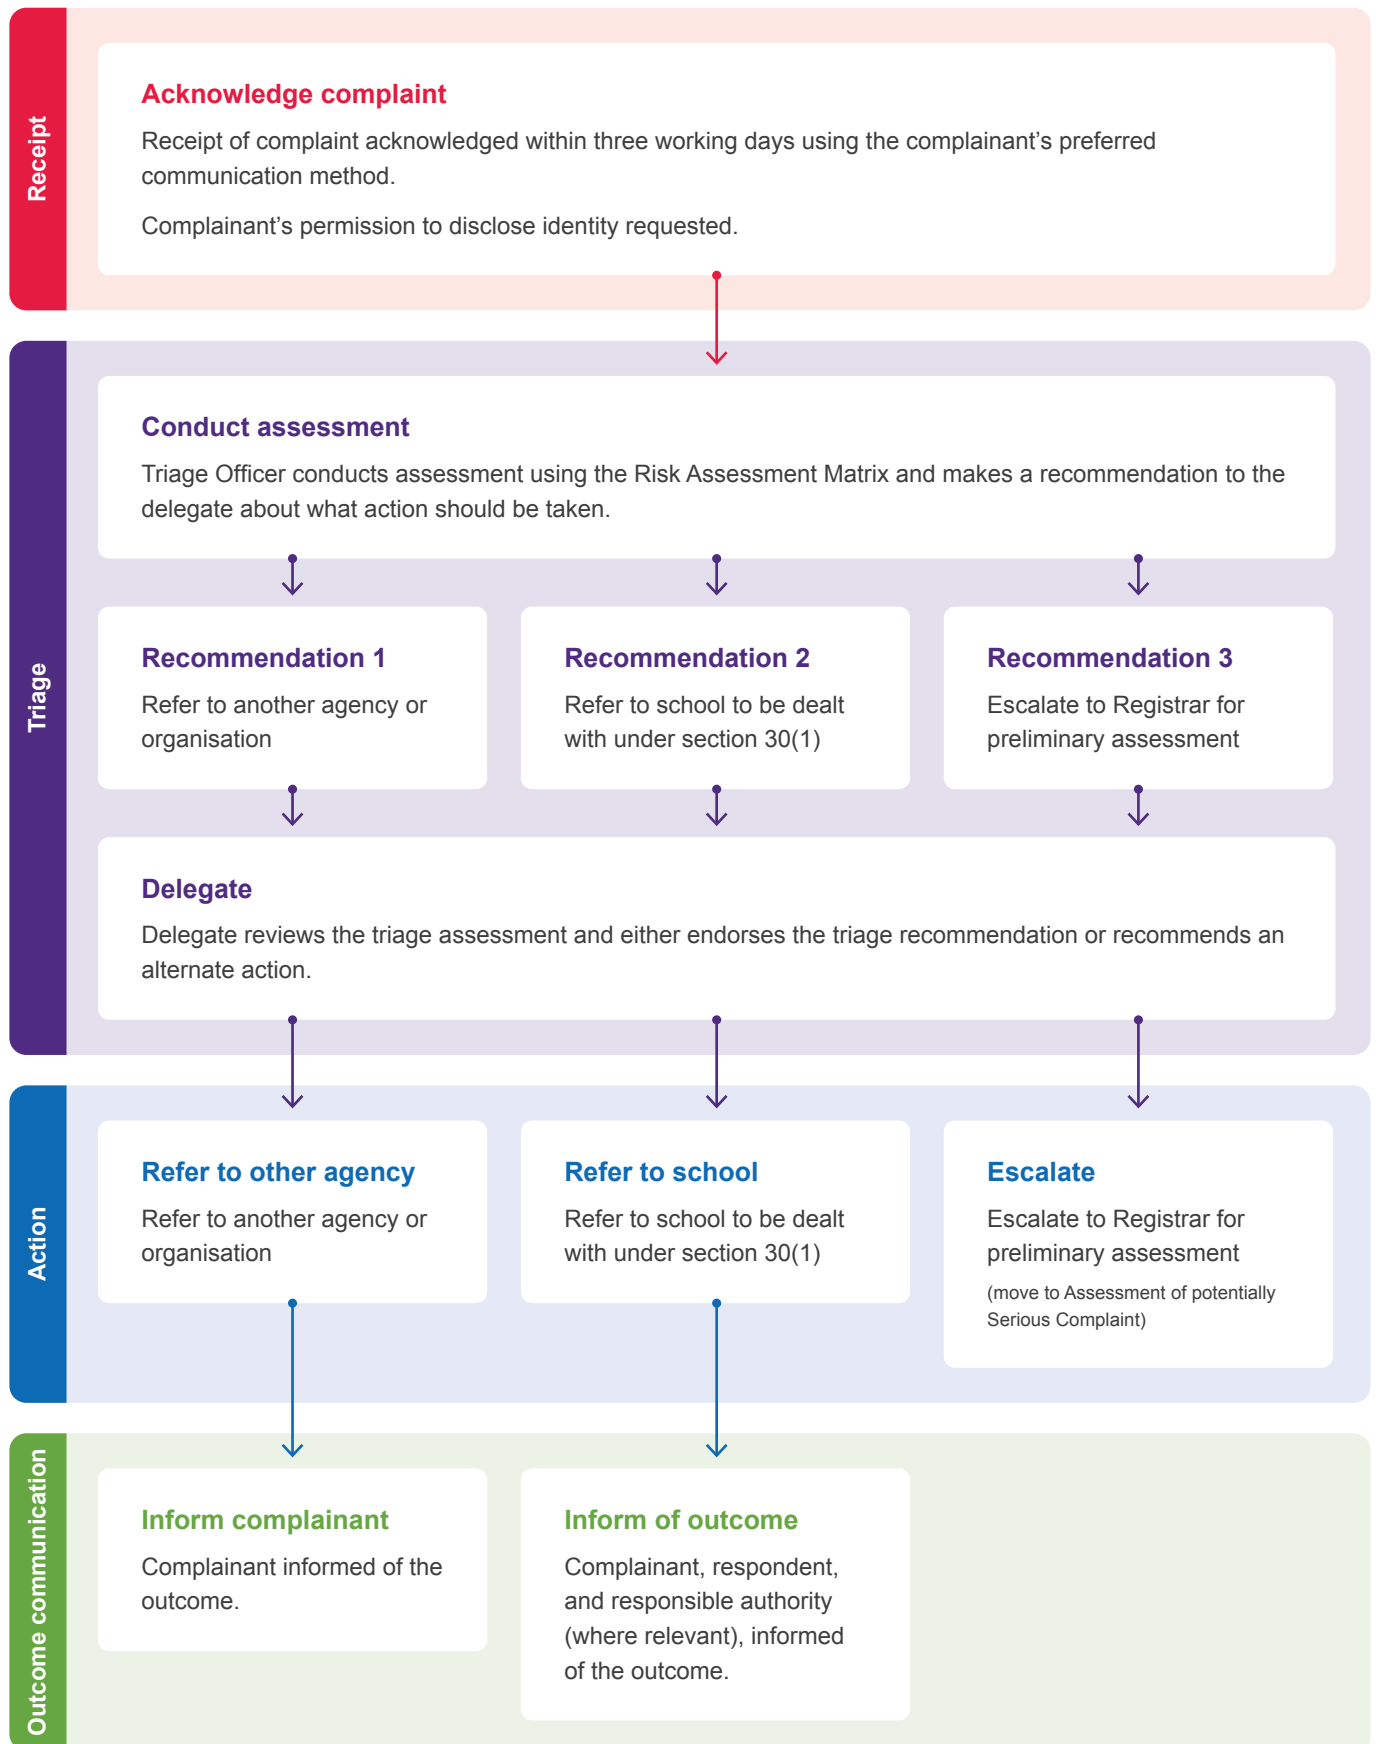 Receipt
Acknowledge complaint
Receipt of complaint acknowledged within three working days using the complainant’s preferred
communication method.
Complainant’s permission to disclose identity requested.
Triage
Conduct assessment
Triage Officer conducts assessment using the Risk Assessment Matrix and makes a recommendation to the
delegate about what action should be taken.
Recommendation 1
Refer to another agency or
organisation
Recommendation 2
Refer to school to be dealt
with under section 30(1)
Recommendation 3
Escalate to Registrar for
preliminary assessment
Delegate
Delegate reviews the triage assessment and either endorses the triage recommendation or recommends an
alternate action.
Action
Refer to other agency
Refer to another agency or
organisation
Refer to school
Refer to school to be dealt
with under section 30(1)
Escalate
Escalate to Registrar for
preliminary assessment
(move to Assessment of potentially
Serious Complaint)
Outcome communication
Inform complainant
Complainant informed of the
outcome.
Inform of outcome
Complainant, respondent,
and responsible authority
(where relevant), informed
of the outcome.